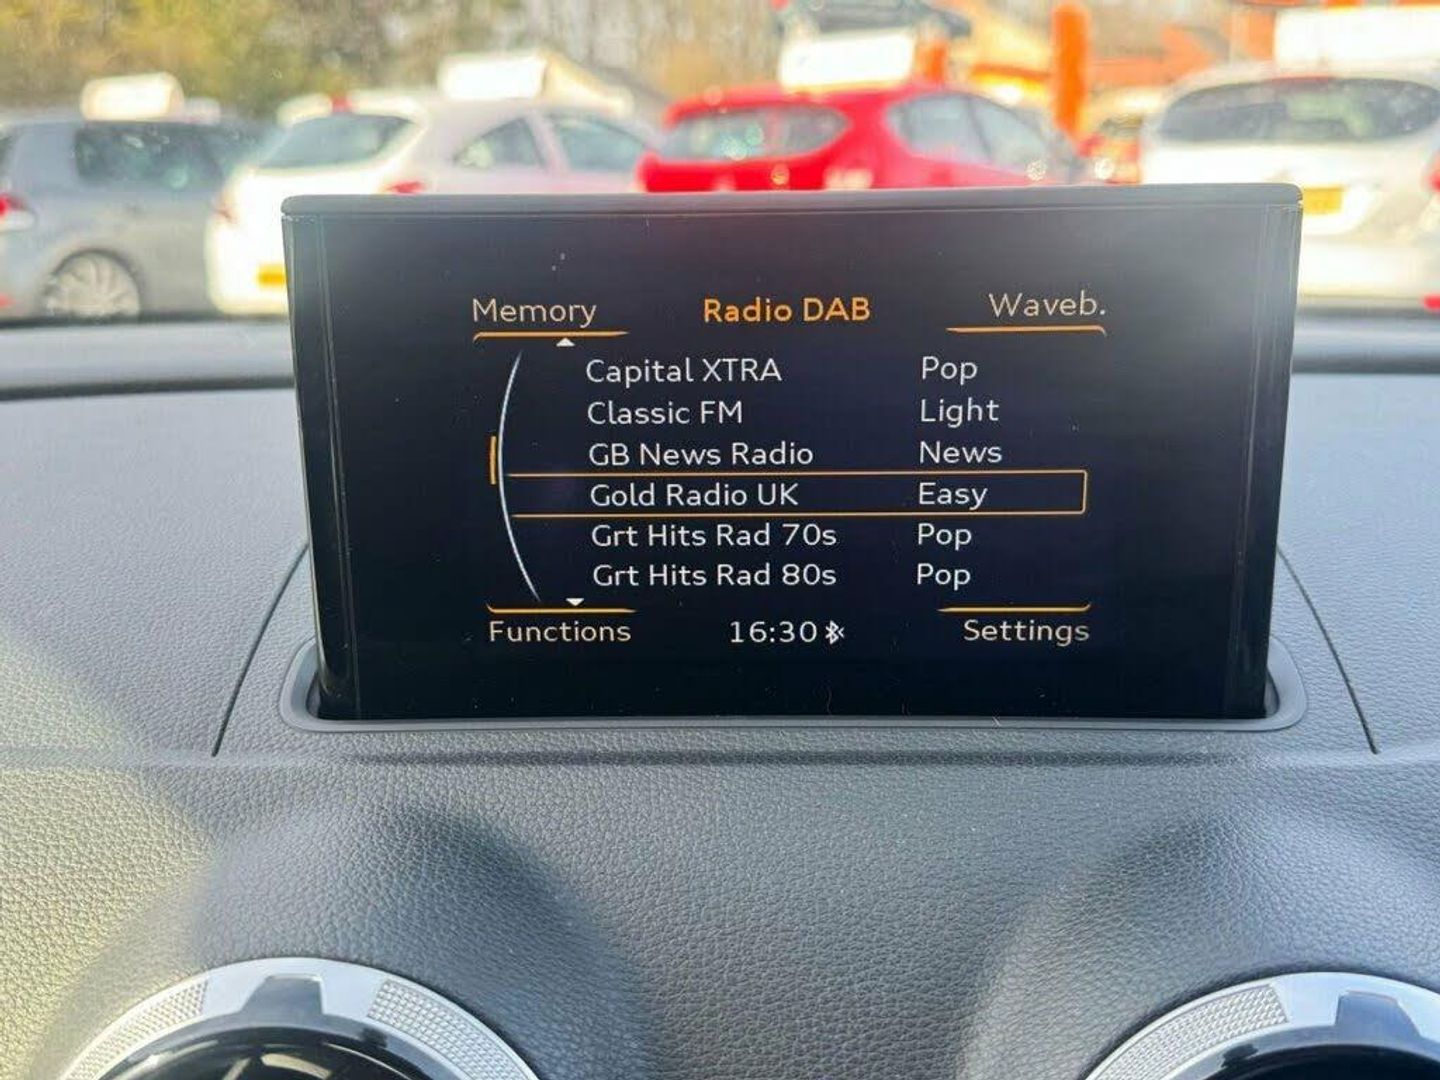 Memory Radio DAB Waveb.
Capital XTRA Pop
Classic FM Light
GB News Radio News
Gold Radio UK Easy
Grt Hits Rad 70s Pop
Grt Hits Rad 80s Pop
Functions 16:30 Settings